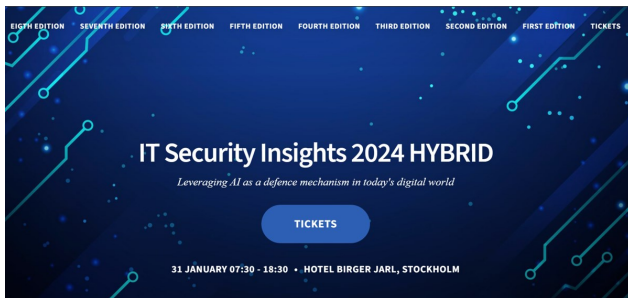 EIGTH EDITION SEVENTH EDITION SIXTH EDITION FIFTH EDITION FOURTH EDITION THIRD EDITION SECOND EDITION FIRST EDITION TICKETS
IT Security Insights 2024 HYBRID
Leveraging AI as a defence mechanism in today's digital world
TICKETS
31 JANUARY 07:30 - 18:30 • HOTEL BIRGER JARL, STOCKHOLM